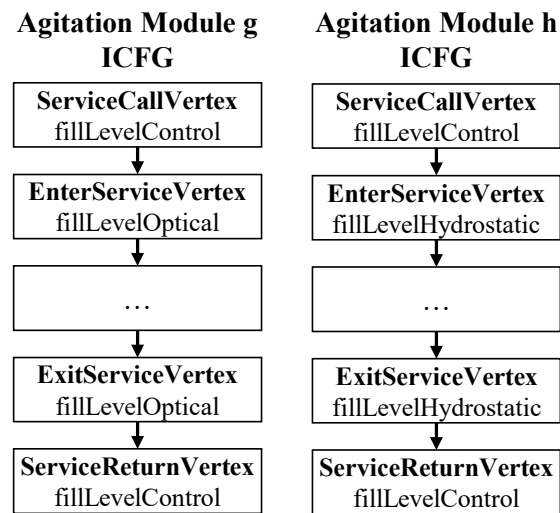 Agitation Module g
ICFG
ServiceCallVertex
fillLevelControl
EnterServiceVertex
fillLevelOptical
...
ExitServiceVertex
fillLevelOptical
ServiceReturnVertex
fillLevelControl
Agitation Module h
ICFG
ServiceCallVertex
fillLevelControl
EnterServiceVertex
fillLevelHydrostatic
...
ExitServiceVertex
fillLevelHydrostatic
ServiceReturnVertex
fillLevelControl